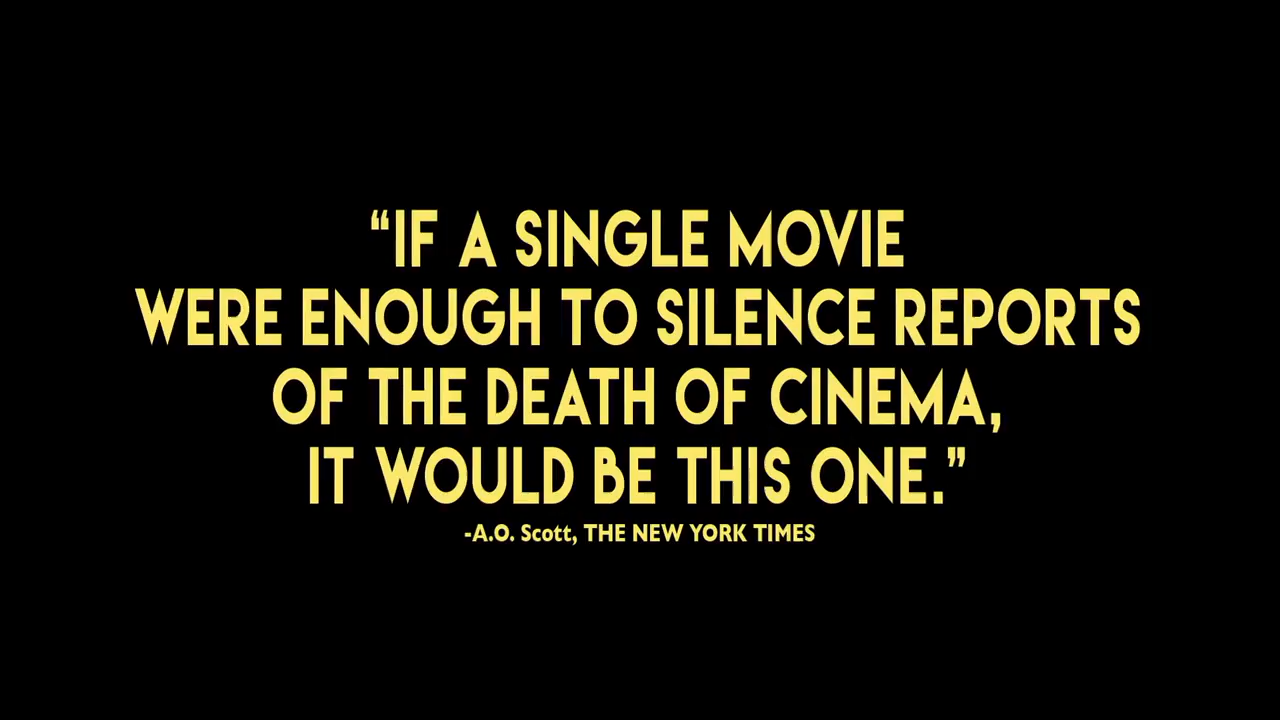 “IF A SINGLE MOVIE
WERE ENOUGH TO SILENCE REPORTS
OF THE DEATH OF CINEMA,
IT WOULD BE THIS ONE.”
-A.O. Scott, THE NEW YORK TIMES